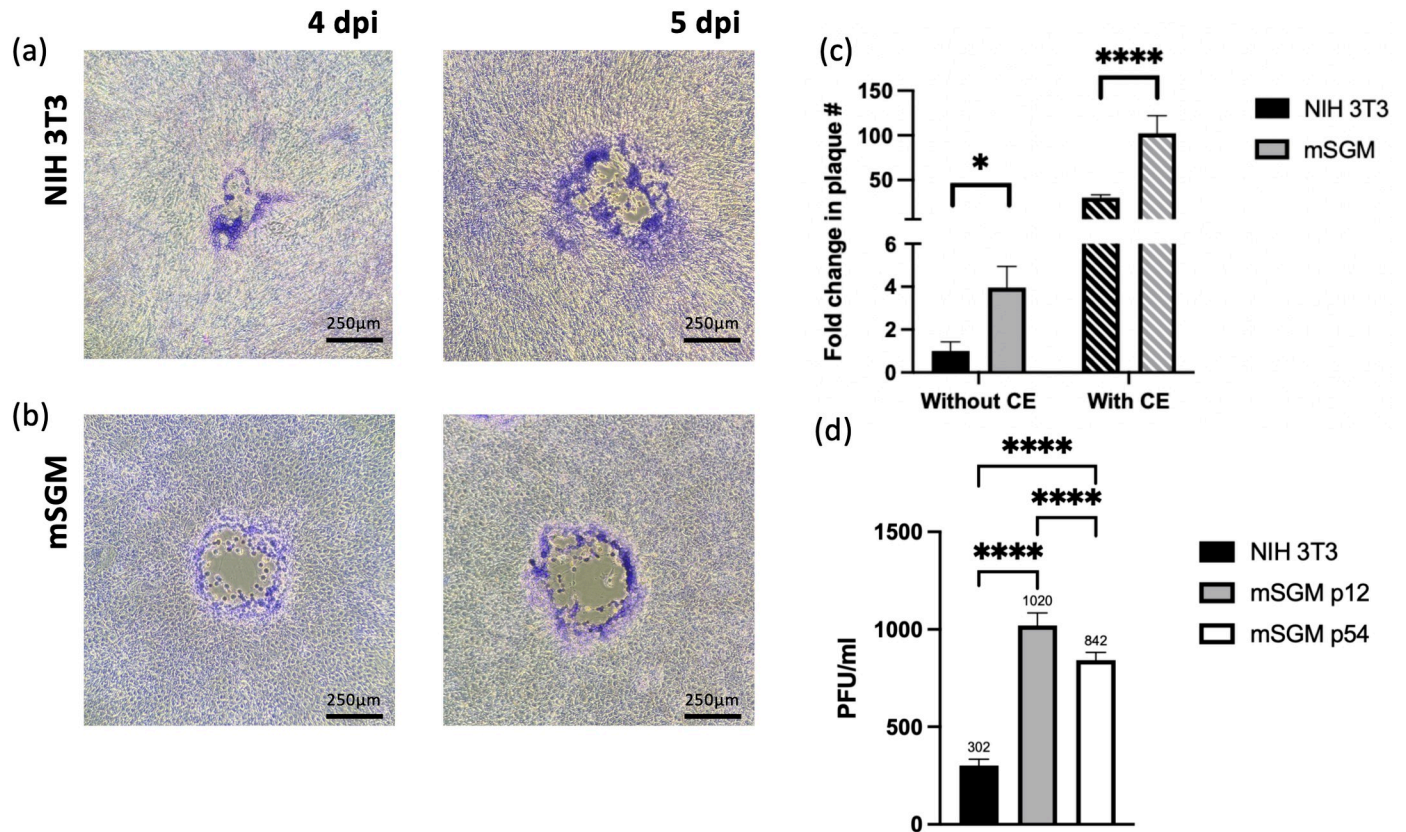 4 dpi
5 dpi
(a)
NIH 3T3
250µm
250µm
(b)
mSGM
250µm
250µm
(c)
Fold change in plaque #
150
100
50
6
4
2
0
*
****
Without CE
With CE
NIH 3T3
mSGM
(d)
PFU/ml
1500
1000
500
0
****
****
****
302
1020
842
NIH 3T3
mSGM p12
mSGM p54